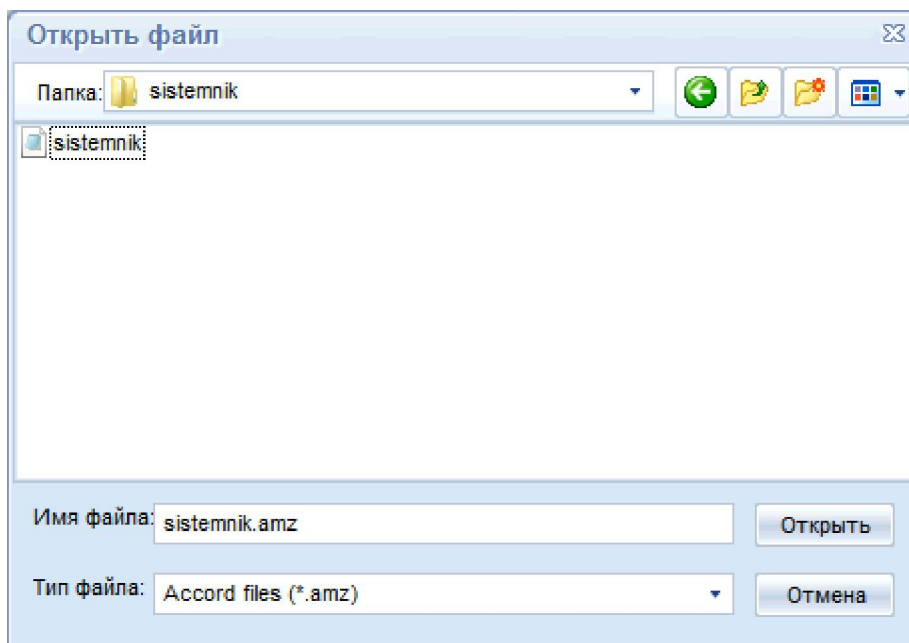 Открыть файл
Папка: sistemnik
sistemnik
Имя файла: sistemnik.amz Открыть
Тип файла: Accord files (*.amz) Отмена